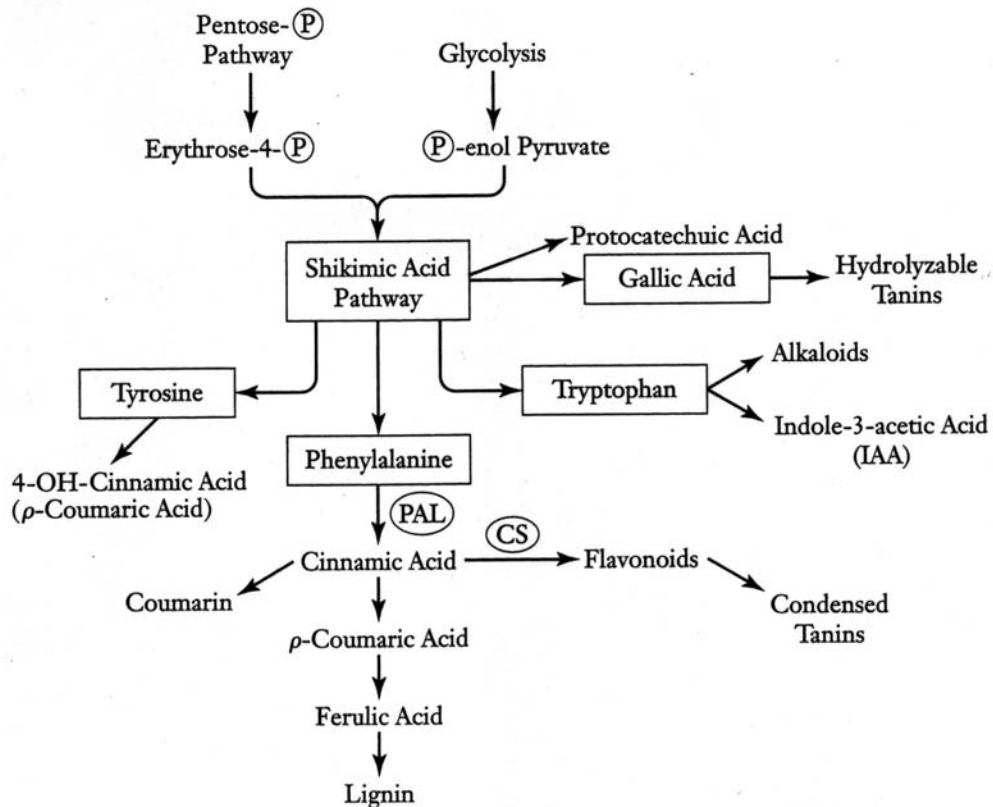 Pentose-Ⓟ
Pathway
Glycolysis
Erythrose-4-Ⓟ
Ⓟ-enol Pyruvate
Shikimic Acid
Pathway
Protocatechuic Acid
Gallic Acid
Hydrolyzable
Tanins
Tyrosine
Tryptophan
Alkaloids
Indole-3-acetic Acid
(IAA)
4-OH-Cinnamic Acid
(ρ-Coumaric Acid)
Phenylalanine
PAL
Cinnamic Acid
CS
Flavonoids
Coumarin
Condensed
Tanins
ρ-Coumaric Acid
Ferulic Acid
Lignin